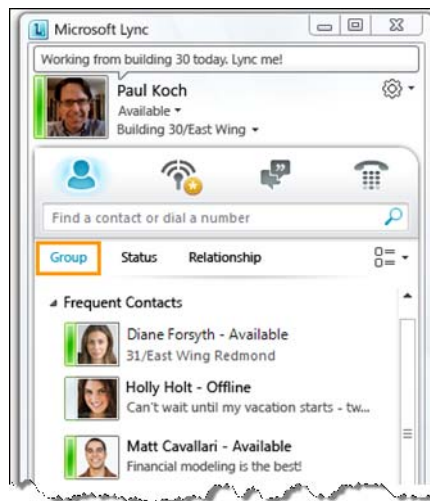 Microsoft Lync
Working from building 30 today. Lync me!
Paul Koch
Available
Building 30/East Wing
Find a contact or dial a number
Group Status Relationship
Frequent Contacts
Diane Forsyth - Available
31/East Wing Redmond
Holly Holt - Offline
Can't wait until my vacation starts - tw...
Matt Cavallari - Available
Financial modeling is the best!